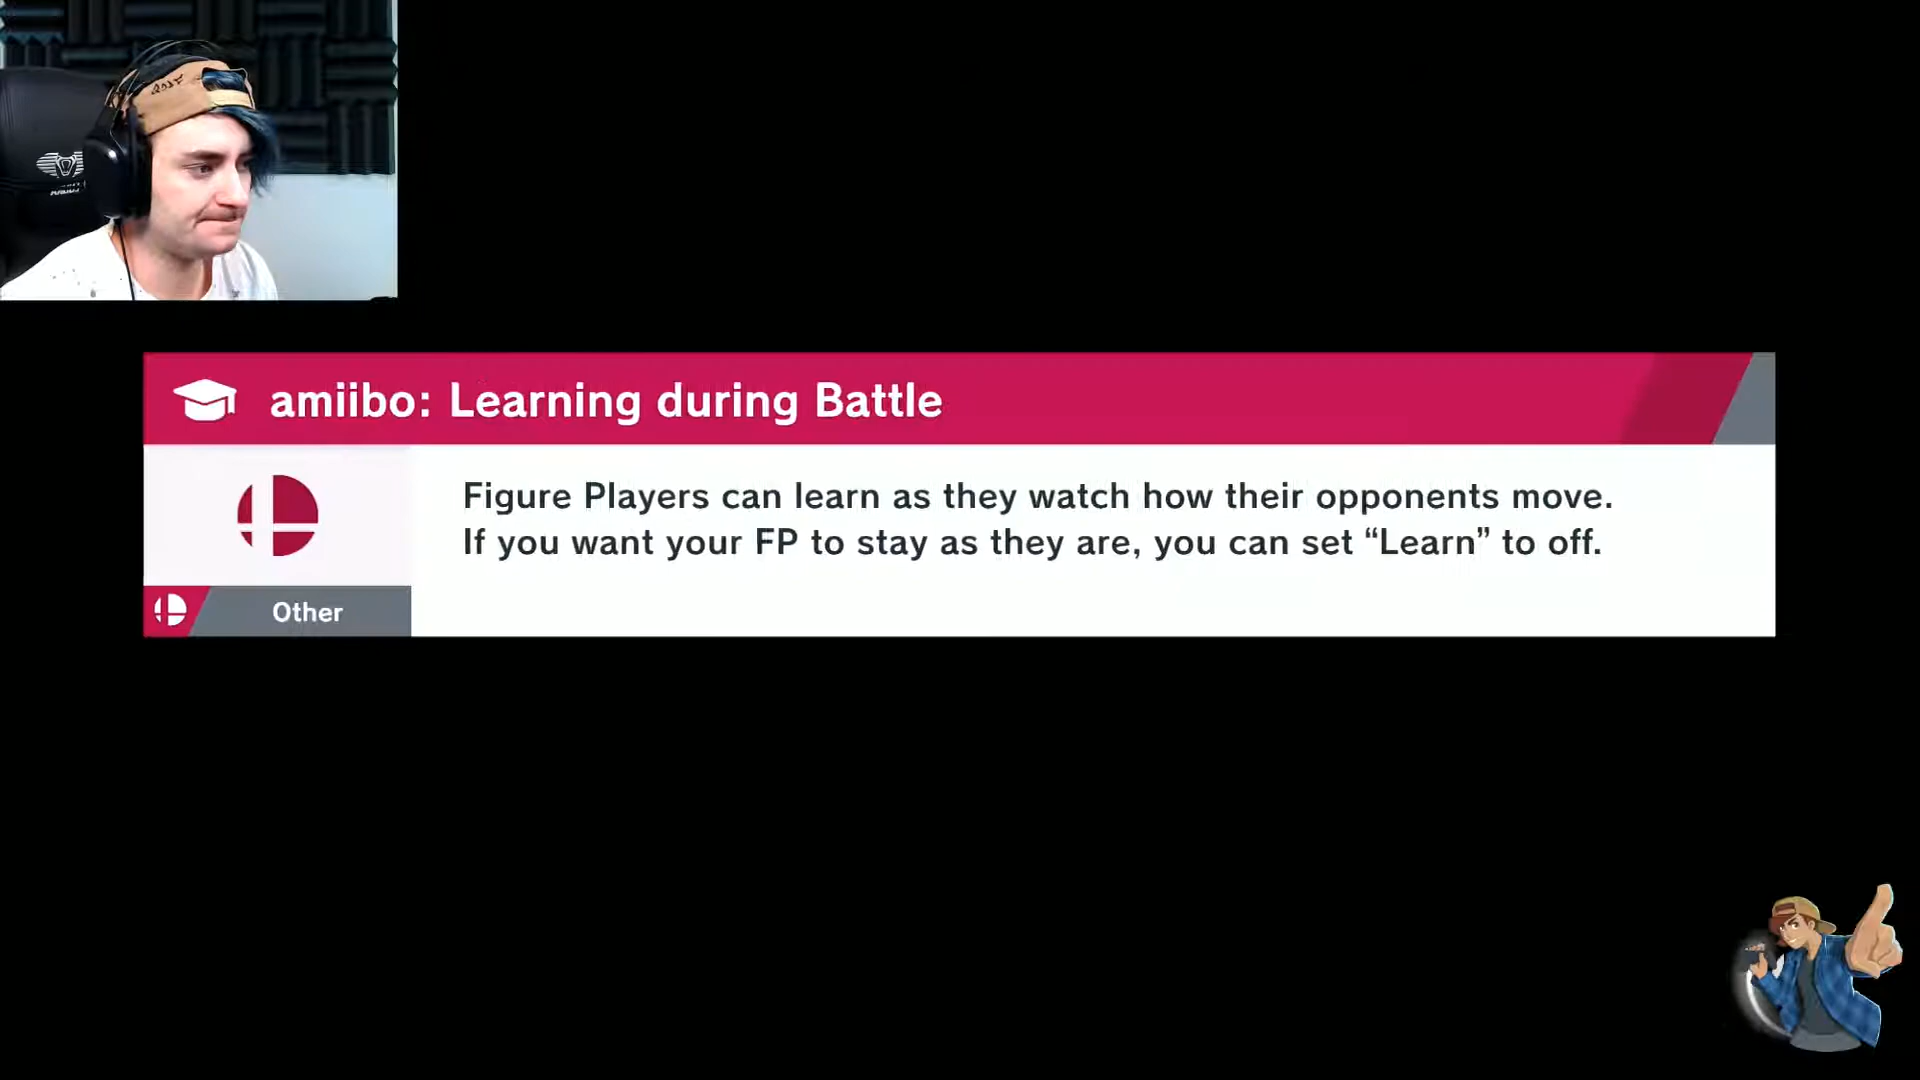 amiibo: Learning during Battle
Figure Players can learn as they watch how their opponents move.
If you want your FP to stay as they are, you can set “Learn” to off.
Other